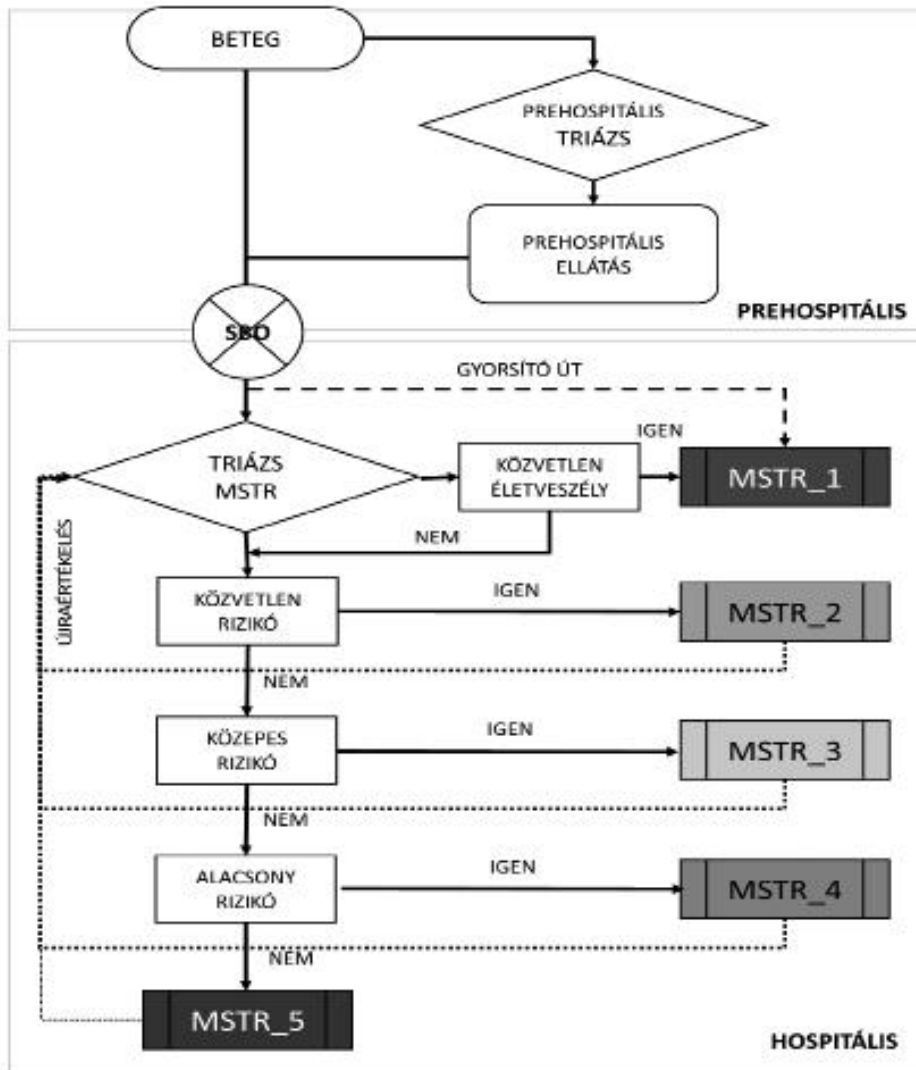 BETEG
PREHOSPITÁLIS
TRIÁZS
PREHOSPITÁLIS
ELLÁTÁS
PREHOSPITÁLIS
SBO
GYORSÍTÓ ÚT
TRIÁZS
MSTR
KÖZVETLEN
ÉLETVESZÉLY
IGEN
MSTR_1
NEM
ÚJRAÉRTÉKELÉS
KÖZVETLEN
RIZIKÓ
IGEN
MSTR_2
NEM
KÖZEPES
RIZIKÓ
IGEN
MSTR_3
NEM
ALACSONY
RIZIKÓ
IGEN
MSTR_4
NEM
MSTR_5
HOSPITÁLIS